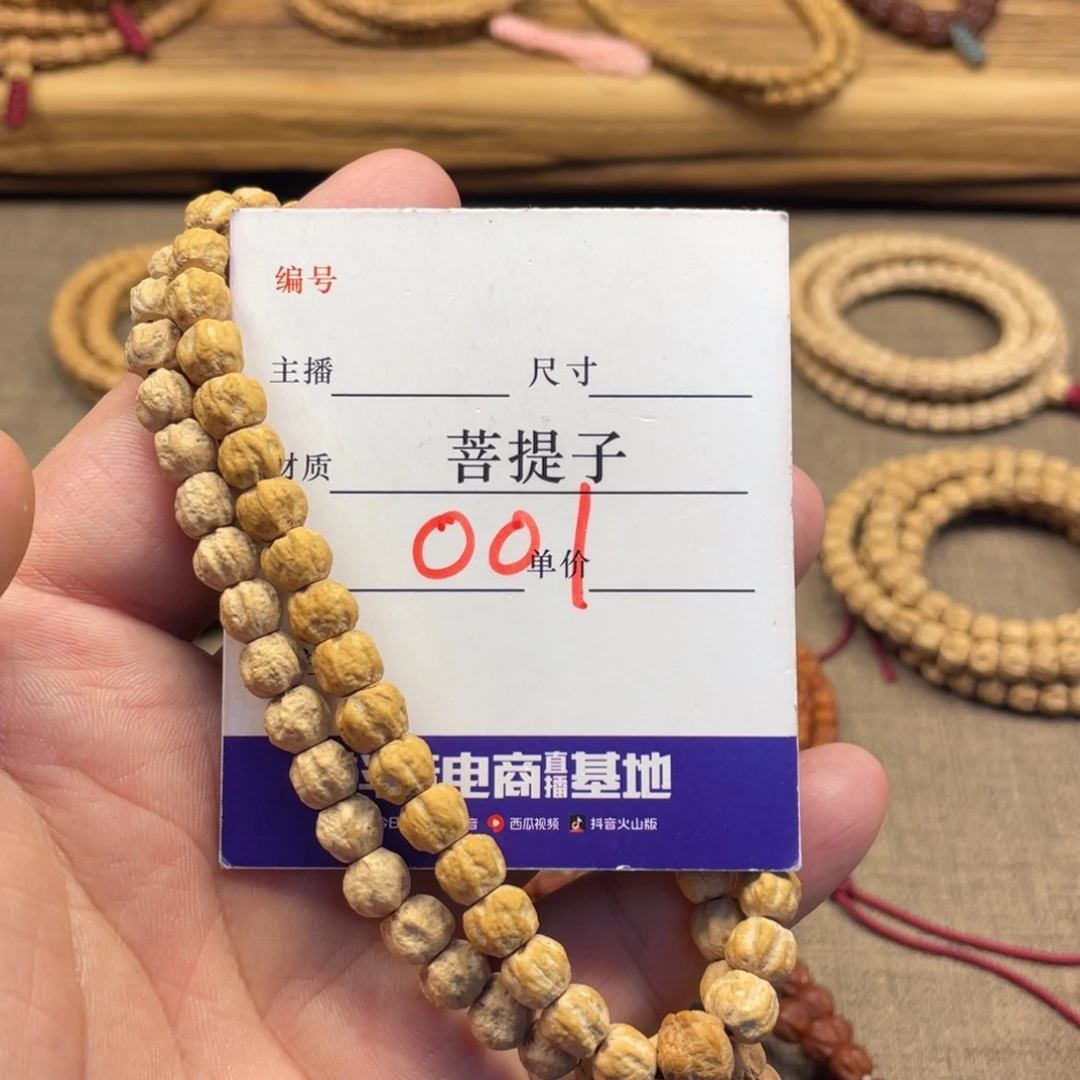 编号
主播 尺寸
材质 菩提子
001
单价
电商直播基地
音 西瓜视频 抖音火山版